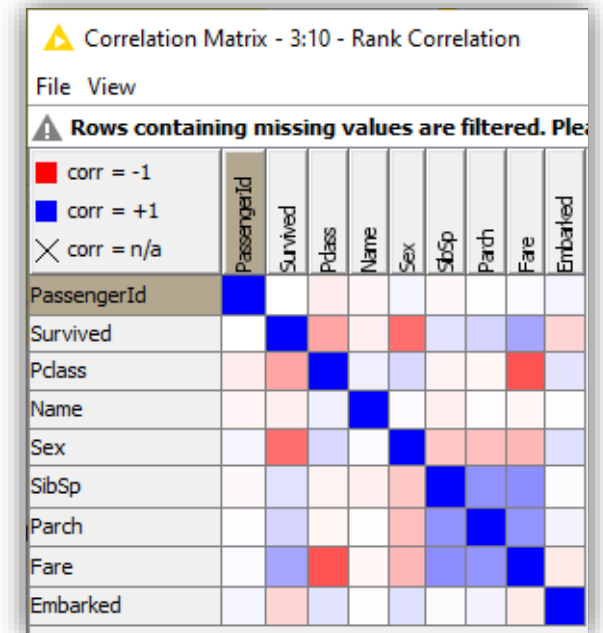 Correlation Matrix - 3:10 - Rank Correlation
File View
Rows containing missing values are filtered. Plea
corr = -1
corr = +1
corr = n/a
PassengerId
Survived
Pclass
Name
Sex
SibSp
Parch
Fare
Embarked
PassengerId
Survived
Pclass
Name
Sex
SibSp
Parch
Fare
Embarked